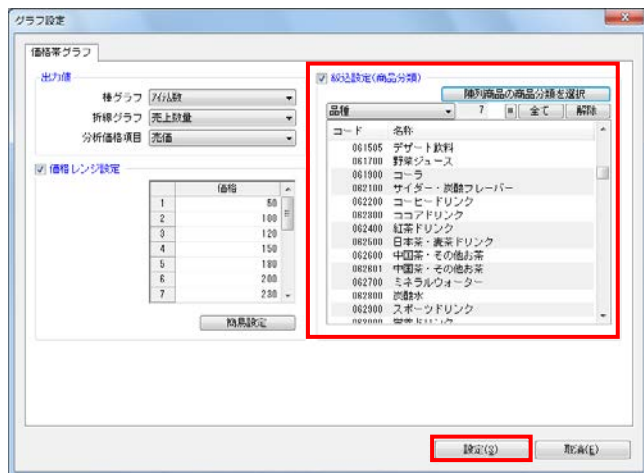 グラフ設定
価格帯グラフ
出力値
棒グラフ ｱｲﾃﾑ数
折線グラフ 売上数量
分析価格項目 売価
価格レンジ設定
価格
1 50
2 100
3 120
4 150
5 180
6 200
7 230
簡易設定
絞込設定(商品分類)
陳列商品の商品分類を選択
品種 7 全て 解除
コード 名称
061505 デザート飲料
061700 野菜ジュース
061900 コーラ
062100 サイダー・炭酸フレーバー
062200 コーヒードリンク
062300 ココアドリンク
062400 紅茶ドリンク
062500 日本茶・麦茶ドリンク
062600 中国茶・その他お茶
062601 中国茶・その他お茶
062700 ミネラルウォーター
062800 炭酸水
062900 スポーツドリンク
設定(S) 取消(E)